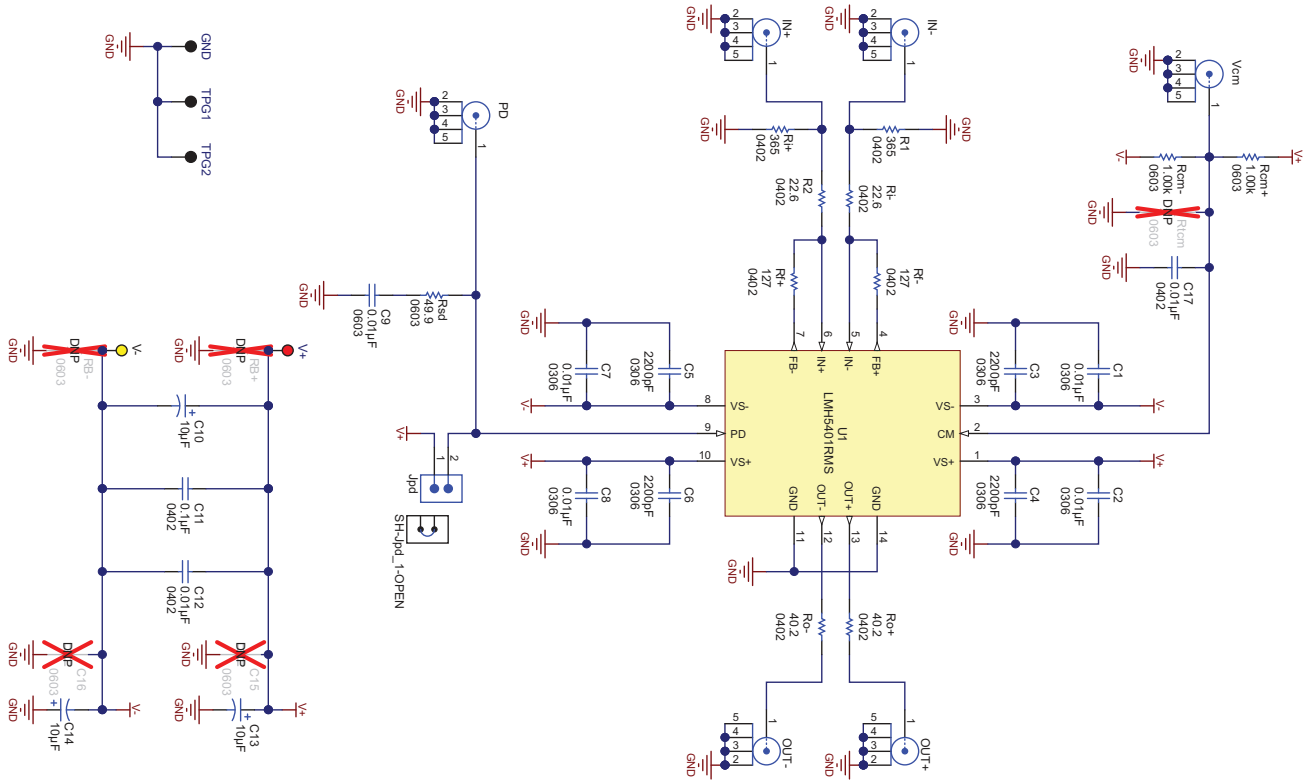 GND
TPG1
TPG2
GND
PD
2
3
4
5
1
GND
IN+
2
3
4
5
1
GND
IN-
2
3
4
5
1
GND
Vcm
2
3
4
5
1
GND
Ri+
365
0402
GND
R1
365
0402
GND
R2
22.6
0402
Ri-
22.6
0402
Rf+
127
0402
Rf-
127
0402
V-
Rcm-
1.00k
0603
Rcm+
1.00k
0603
V+
DNP
Rtcm
0603
GND
C17
0.01µF
0402
GND
Rsd
49.9
0603
C9
0.01µF
0603
GND
C7
0.01µF
0306
C5
2200pF
0306
GND
V-
C3
2200pF
0306
C1
0.01µF
0306
GND
V-
U1
LMH5401RMS
7
FB-
6
IN+
5
IN-
4
FB+
8
VS-
9
PD
10
VS+
3
VS-
2
CM
1
VS+
11
GND
12
OUT-
13
OUT+
14
GND
V+
C8
0.01µF
0306
C6
2200pF
0306
GND
V+
C4
2200pF
0306
C2
0.01µF
0306
GND
V+
1
2
Jpd
SH-Jpd_1-OPEN
GND
Ro-
40.2
0402
Ro+
40.2
0402
1
5
4
3
2
OUT-
GND
1
5
4
3
2
OUT+
GND
V-
DNP
RB-
0603
GND
V+
DNP
RB+
0603
GND
C10
10µF
+
C11
0.1µF
0402
C12
0.01µF
0402
DNP
C16
0603
GND
DNP
C15
0603
GND
C14
10µF
+
GND
V-
C13
10µF
+
GND
V+